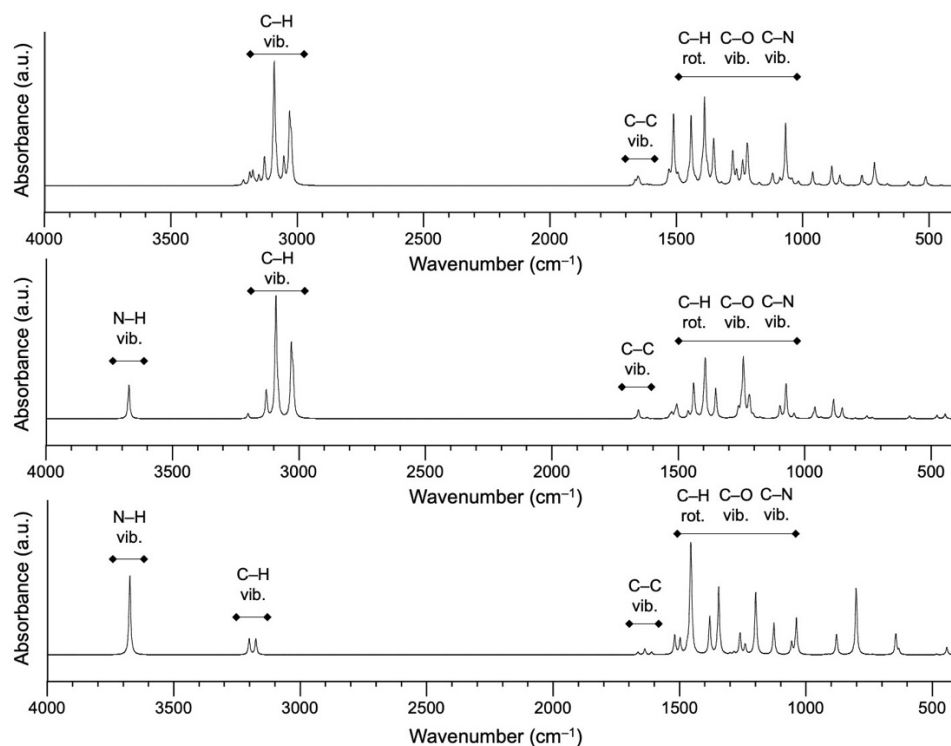 C–H
vib.
C–H C–O C–N
rot. vib. vib.
C–C
vib.
Absorbance (a.u.)
4000 3500 3000 2500 2000 1500 1000 500
Wavenumber (cm⁻¹)
C–H
vib.
N–H
vib.
C–H C–O C–N
rot. vib. vib.
C–C
vib.
Absorbance (a.u.)
4000 3500 3000 2500 2000 1500 1000 500
Wavenumber (cm⁻¹)
N–H
vib.
C–H
vib.
C–H C–O C–N
rot. vib. vib.
C–C
vib.
Absorbance (a.u.)
4000 3500 3000 2500 2000 1500 1000 500
Wavenumber (cm⁻¹)